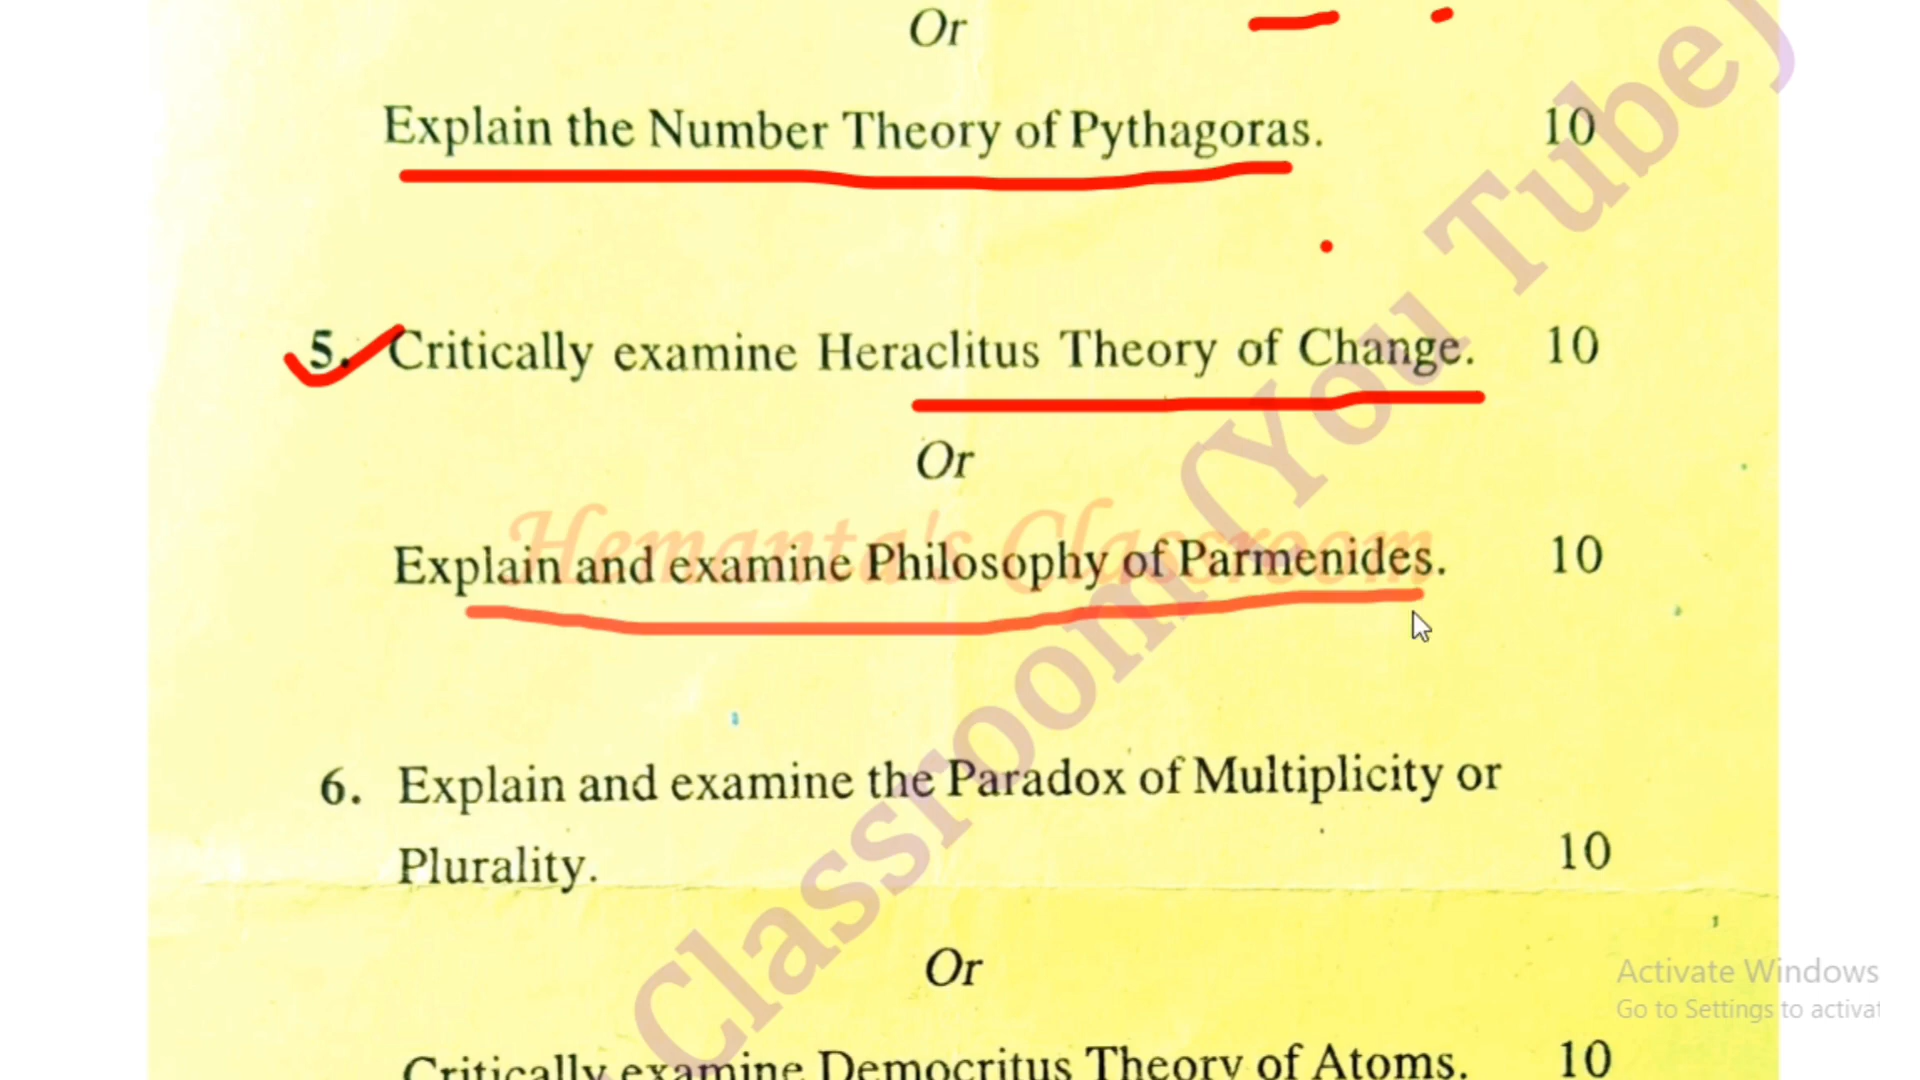 Or
Explain the Number Theory of Pythagoras. 10
5. Critically examine Heraclitus Theory of Change. 10
Or
Hemanta's Classroom
Explain and examine Philosophy of Parmenides. 10
6. Explain and examine the Paradox of Multiplicity or
Plurality. 10
Or
Critically examine Democritus Theory of Atoms. 10
Classroom (You Tube)
Activate Windows
Go to Settings to activat